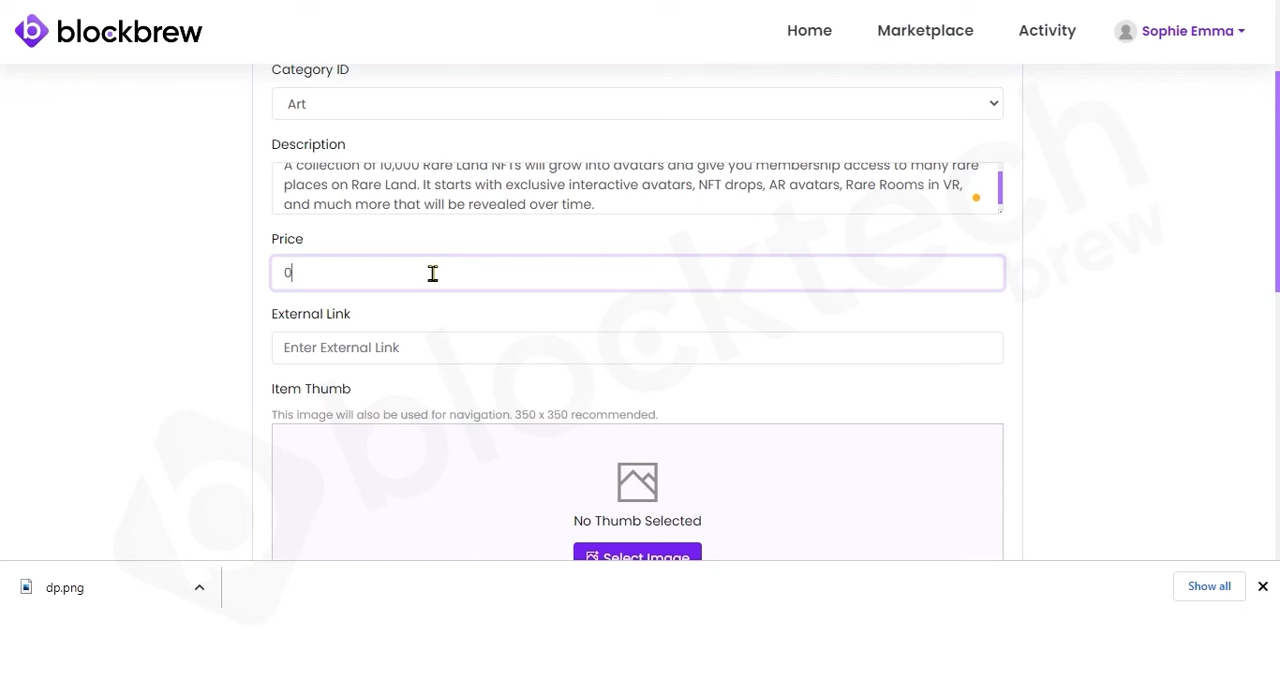 blockbrew
Home
Marketplace
Activity
Sophie Emma
Category ID
Art
Description
A collection of 10,000 Rare Land NFTs will grow into avatars and give you membership access to many rare
places on Rare Land. It starts with exclusive interactive avatars, NFT drops, AR avatars, Rare Rooms in VR,
and much more that will be revealed over time.
Price
0
External Link
Enter External Link
Item Thumb
This image will also be used for navigation. 350 x 350 recommended.
No Thumb Selected
Select Image
dp.png
Show all
blocktech
brew